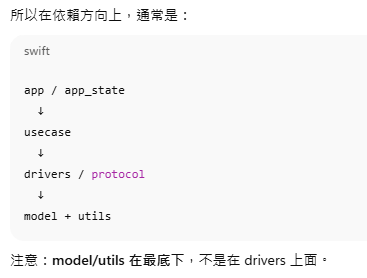 所以在依賴方向上，通常是：
swift
app / app_state
↓
usecase
↓
drivers / protocol
↓
model + utils
注意：model/utils 在最底下，不是在 drivers 上面。